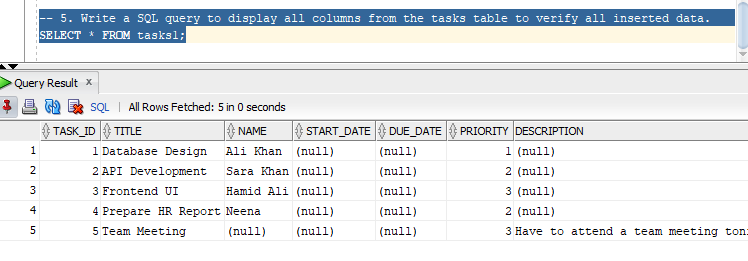 -- 5. Write a SQL query to display all columns from the tasks table to verify all inserted data.
SELECT * FROM tasks1;
Query Result x
SQL | All Rows Fetched: 5 in 0 seconds
TASK_ID TITLE NAME START_DATE DUE_DATE PRIORITY DESCRIPTION
1 1 Database Design Ali Khan (null) (null) 1 (null)
2 2 API Development Sara Khan (null) (null) 2 (null)
3 3 Frontend UI Hamid Ali (null) (null) 3 (null)
4 4 Prepare HR Report Neena (null) (null) 2 (null)
5 5 Team Meeting (null) (null) (null) 3 Have to attend a team meeting